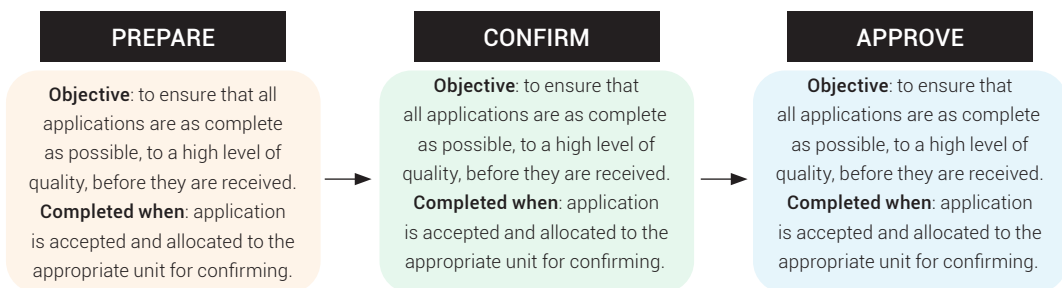 PREPARE
Objective: to ensure that all
applications are as complete
as possible, to a high level of
quality, before they are received.
Completed when: application
is accepted and allocated to the
appropriate unit for confirming.
CONFIRM
Objective: to ensure that
all applications are as complete
as possible, to a high level of
quality, before they are received.
Completed when: application
is accepted and allocated to the
appropriate unit for confirming.
APPROVE
Objective: to ensure that
all applications are as complete
as possible, to a high level of
quality, before they are received.
Completed when: application
is accepted and allocated to the
appropriate unit for confirming.